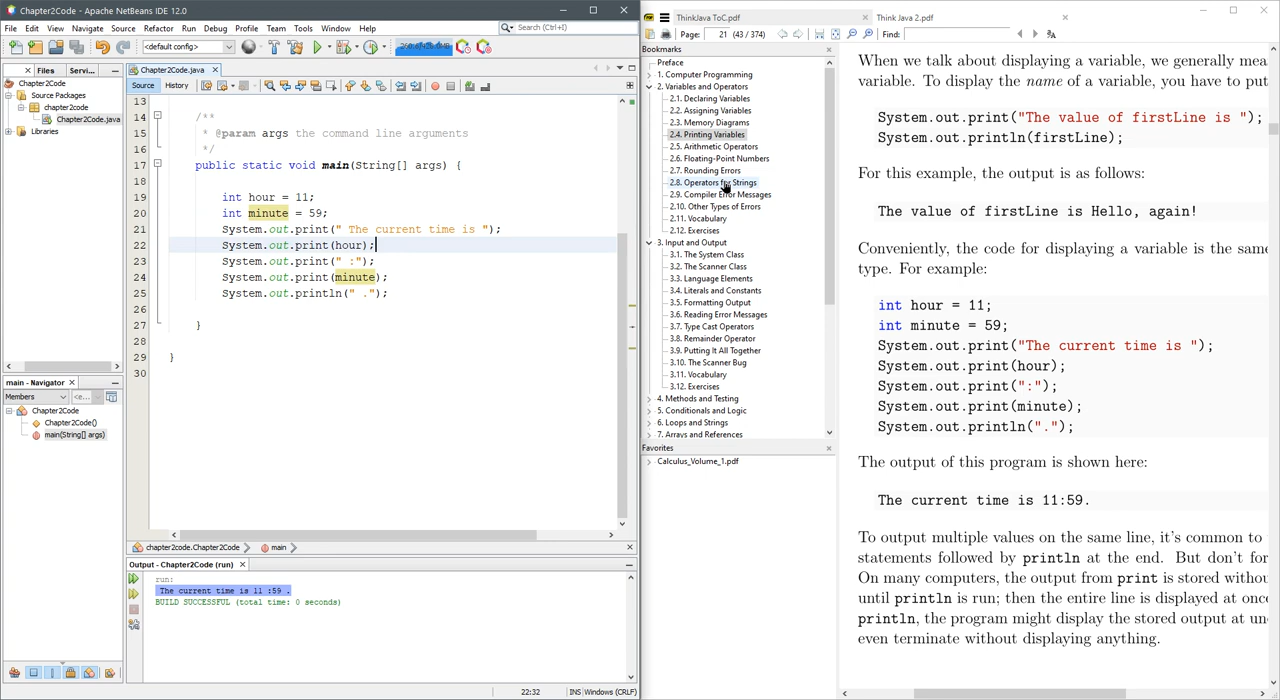 Chapter2Code - Apache NetBeans IDE 12.0
File Edit View Navigate Source Refactor Run Debug Profile Team Tools Window Help
Search (Ctrl+I)
<default config>
Files Servi...
Chapter2Code
Source Packages
chapter2code
Chapter2Code.java
Libraries
Chapter2Code.java
Source History
13
14 /**
15 * @param args the command line arguments
16 */
17 public static void main(String[] args) {
18
19 int hour = 11;
20 int minute = 59;
21 System.out.print(" The current time is ");
22 System.out.print(hour);
23 System.out.print(" :");
24 System.out.print(minute);
25 System.out.println(" .");
26
27 }
28
29 }
30
main - Navigator
Members <e...
Chapter2Code
Chapter2Code()
main(String[] args)
chapter2code.Chapter2Code main
Output - Chapter2Code (run)
run:
The current time is 11 :59 .
BUILD SUCCESSFUL (total time: 0 seconds)
22:32 INS Windows (CRLF)
ThinkJava ToC.pdf Think Java 2.pdf
Page: 21 (43 / 374) Find:
Bookmarks
Preface
1. Computer Programming
2. Variables and Operators
2.1. Declaring Variables
2.2. Assigning Variables
2.3. Memory Diagrams
2.4. Printing Variables
2.5. Arithmetic Operators
2.6. Floating-Point Numbers
2.7. Rounding Errors
2.8. Operators for Strings
2.9. Compiler Error Messages
2.10. Other Types of Errors
2.11. Vocabulary
2.12. Exercises
3. Input and Output
3.1. The System Class
3.2. The Scanner Class
3.3. Language Elements
3.4. Literals and Constants
3.5. Formatting Output
3.6. Reading Error Messages
3.7. Type Cast Operators
3.8. Remainder Operator
3.9. Putting It All Together
3.10. The Scanner Bug
3.11. Vocabulary
3.12. Exercises
4. Methods and Testing
5. Conditionals and Logic
6. Loops and Strings
7. Arrays and References
Favorites
Calculus_Volume_1.pdf
When we talk about displaying a variable, we generally mea
variable. To display the name of a variable, you have to put
System.out.print("The value of firstLine is ");
System.out.println(firstLine);
For this example, the output is as follows:
The value of firstLine is Hello, again!
Conveniently, the code for displaying a variable is the same
type. For example:
int hour = 11;
int minute = 59;
System.out.print("The current time is ");
System.out.print(hour);
System.out.print(":");
System.out.print(minute);
System.out.println(".");
The output of this program is shown here:
The current time is 11:59.
To output multiple values on the same line, it's common to
statements followed by println at the end. But don't for
On many computers, the output from print is stored withou
until println is run; then the entire line is displayed at once
println, the program might display the stored output at un
even terminate without displaying anything.